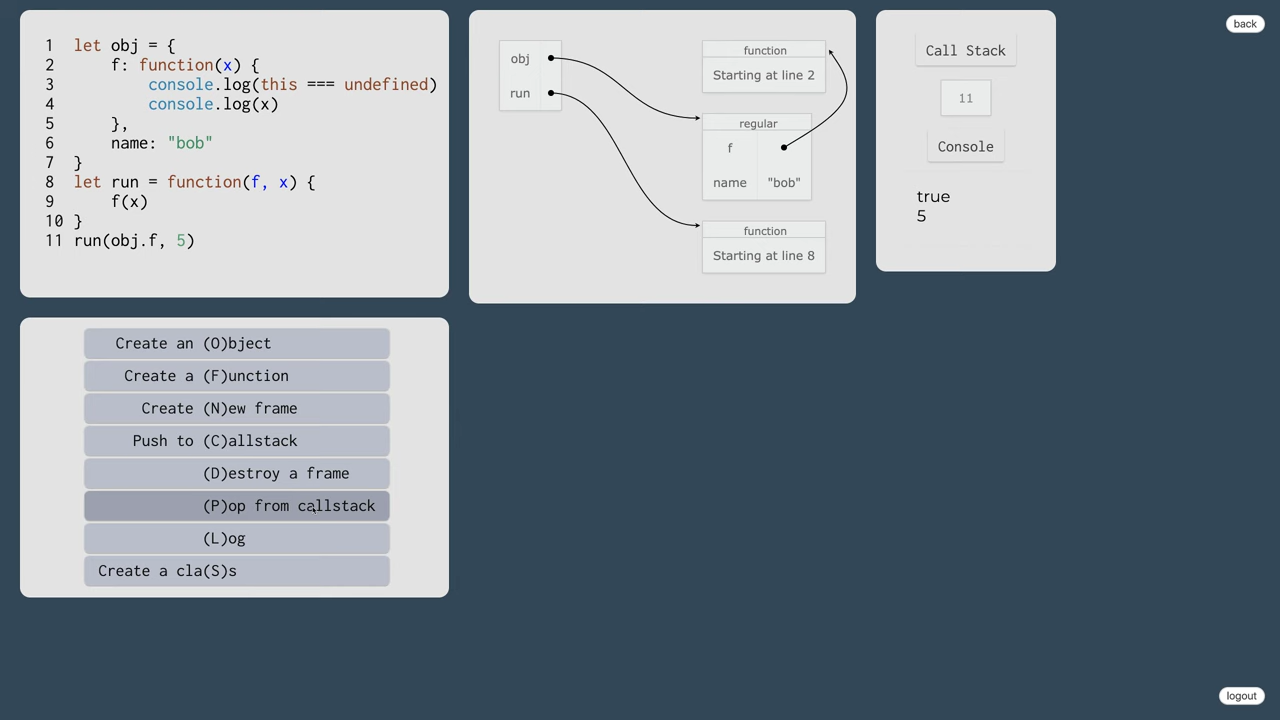 1 let obj = {
2 f: function(x) {
3 console.log(this === undefined)
4 console.log(x)
5 },
6 name: "bob"
7 }
8 let run = function(f, x) {
9 f(x)
10 }
11 run(obj.f, 5)
obj
run
function
Starting at line 2
regular
f
name "bob"
function
Starting at line 8
Call Stack
11
Console
true
5
back
Create an (O)bject
Create a (F)unction
Create (N)ew frame
Push to (C)allstack
(D)estroy a frame
(P)op from callstack
(L)og
Create a cla(S)s
logout